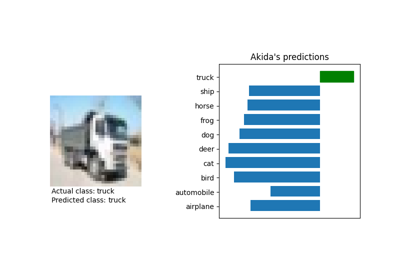 Akida's predictions
truck
ship
horse
frog
dog
deer
cat
bird
automobile
airplane
Actual class: truck
Predicted class: truck